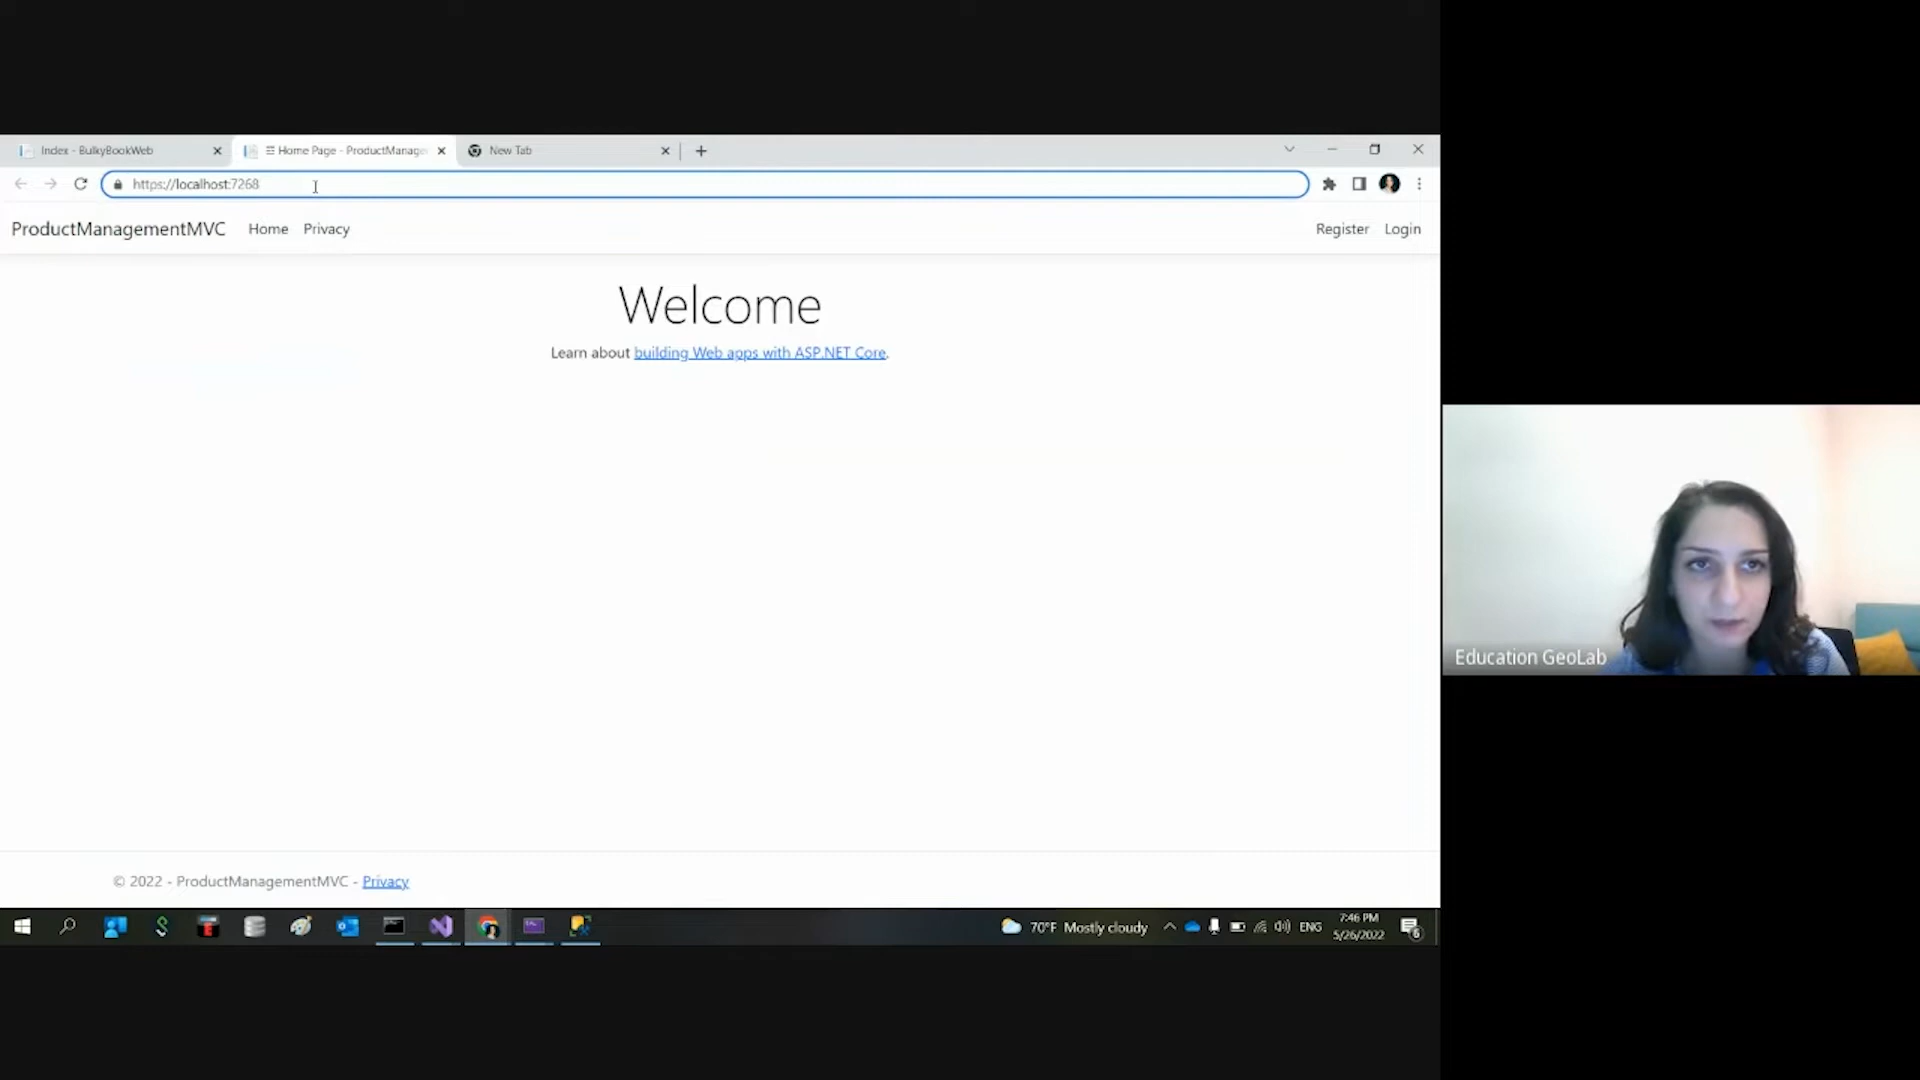 Index - BulkyBookWeb
Home Page - ProductManage
New Tab
https://localhost:7268
ProductManagementMVC Home Privacy Register Login
Welcome
Learn about building Web apps with ASP.NET Core.
Education GeoLab
© 2022 - ProductManagementMVC - Privacy
70°F Mostly cloudy ENG 7:46 PM
5/26/2022
6